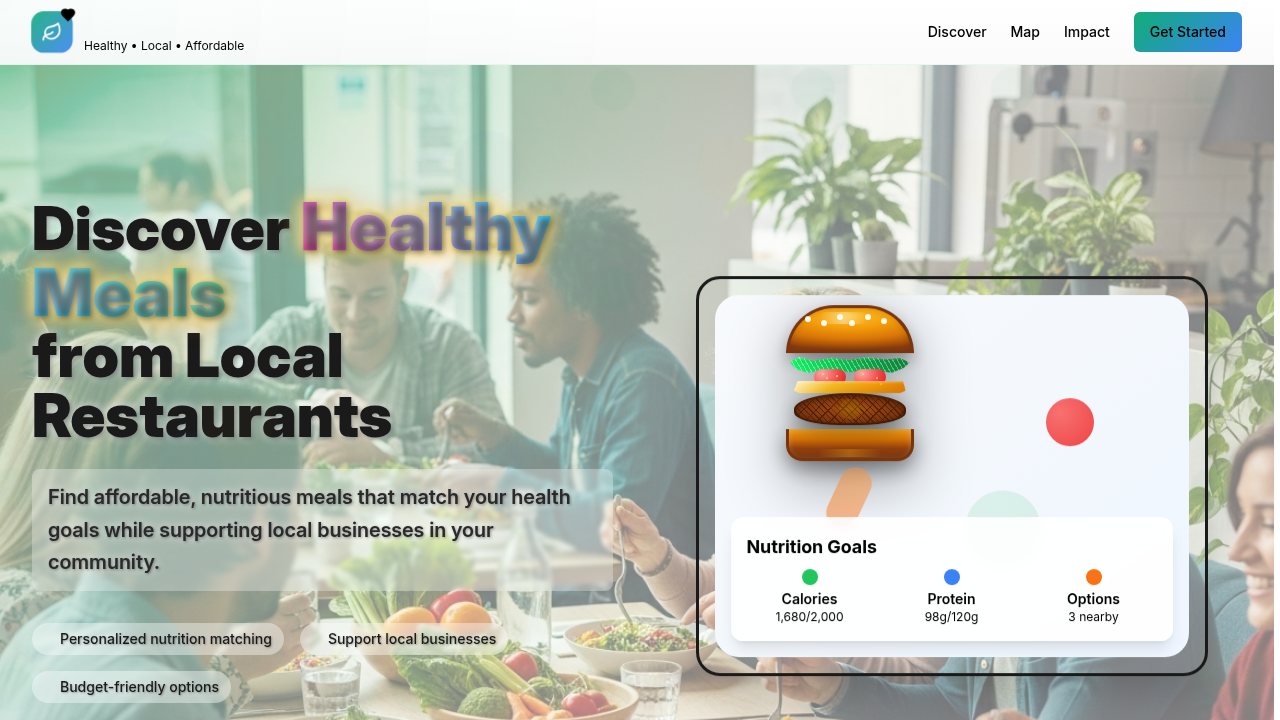 Healthy • Local • Affordable
Discover
Map
Impact
Get Started
Discover Healthy
Meals
from Local
Restaurants
Find affordable, nutritious meals that match your health
goals while supporting local businesses in your
community.
Personalized nutrition matching
Support local businesses
Budget-friendly options
Nutrition Goals
Calories
1,680/2,000
Protein
98g/120g
Options
3 nearby